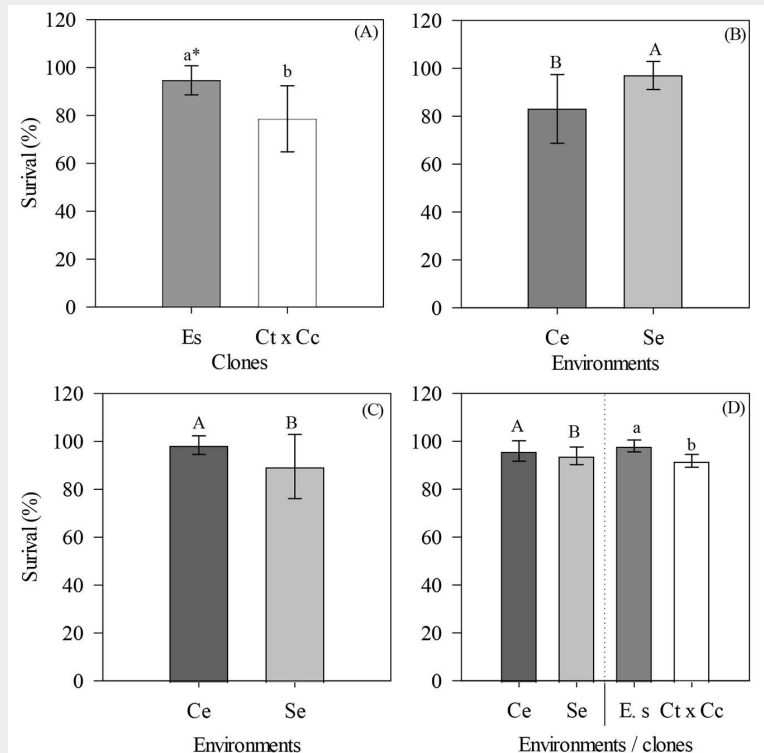 (A)
120
100
80
60
40
20
0
Surival (%)
a*
b
Es Ct x Cc
Clones
(B)
120
100
80
60
40
20
0
B
A
Ce Se
Environments
(C)
120
100
80
60
40
20
0
Surival (%)
A
B
Ce Se
Environments
(D)
120
100
80
60
40
20
0
A
B
a
b
Ce Se E. s Ct x Cc
Environments / clones